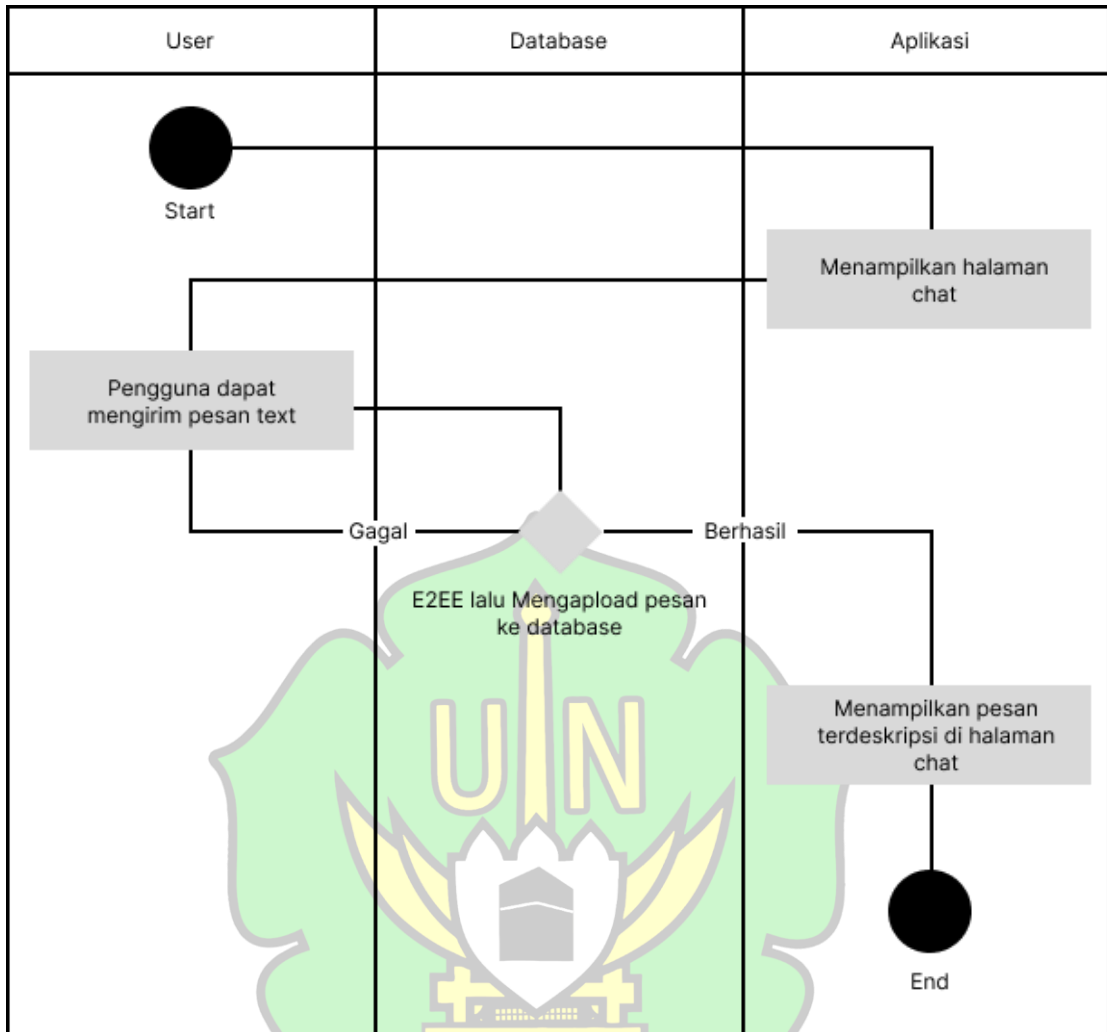 User
Database
Aplikasi
Start
Menampilkan halaman
chat
Pengguna dapat
mengirim pesan text
Gagal
Berhasil
E2EE lalu Mengapload pesan
ke database
Menampilkan pesan
terdeskripsi di halaman
chat
End
UIN